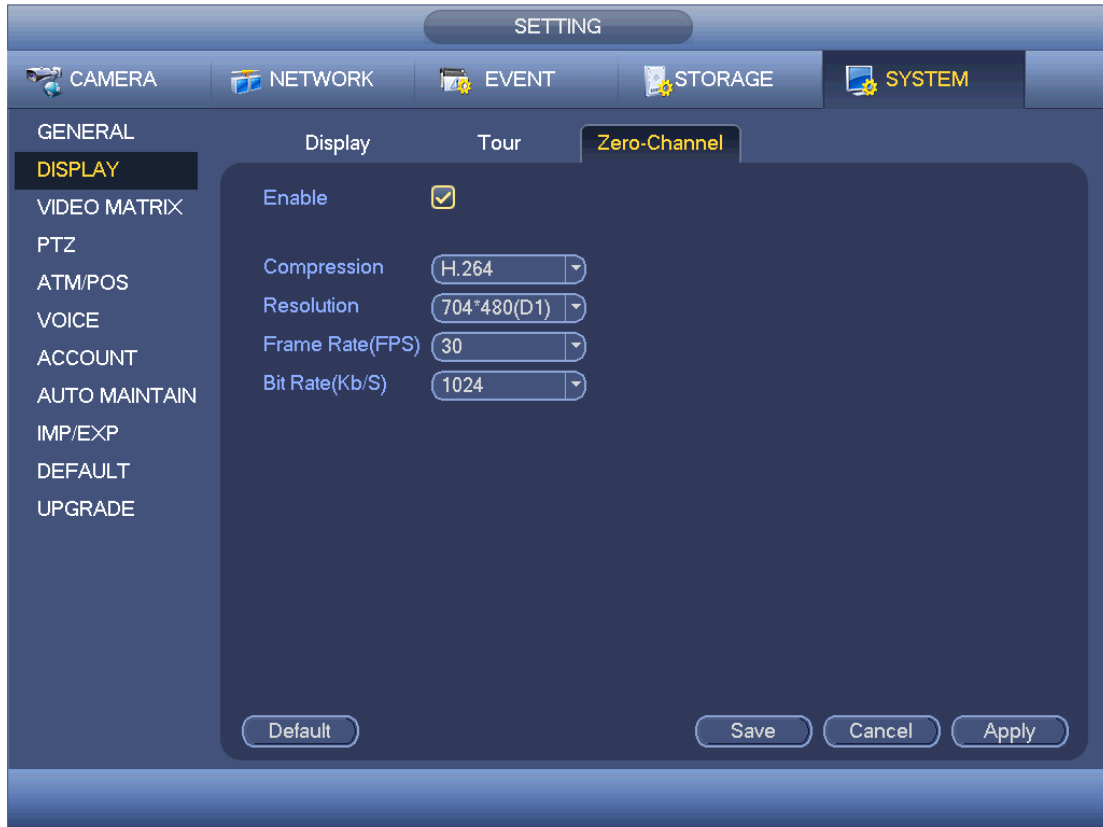 SETTING
CAMERA NETWORK EVENT STORAGE SYSTEM
GENERAL
DISPLAY
VIDEO MATRIX
PTZ
ATM/POS
VOICE
ACCOUNT
AUTO MAINTAIN
IMP/EXP
DEFAULT
UPGRADE
Display Tour Zero-Channel
Enable
Compression H.264
Resolution 704*480(D1)
Frame Rate(FPS) 30
Bit Rate(Kb/S) 1024
Default Save Cancel Apply